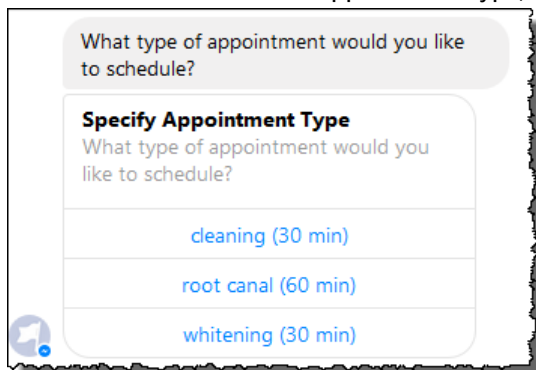 What type of appointment would you like
to schedule?
Specify Appointment Type
What type of appointment would you
like to schedule?
cleaning (30 min)
root canal (60 min)
whitening (30 min)